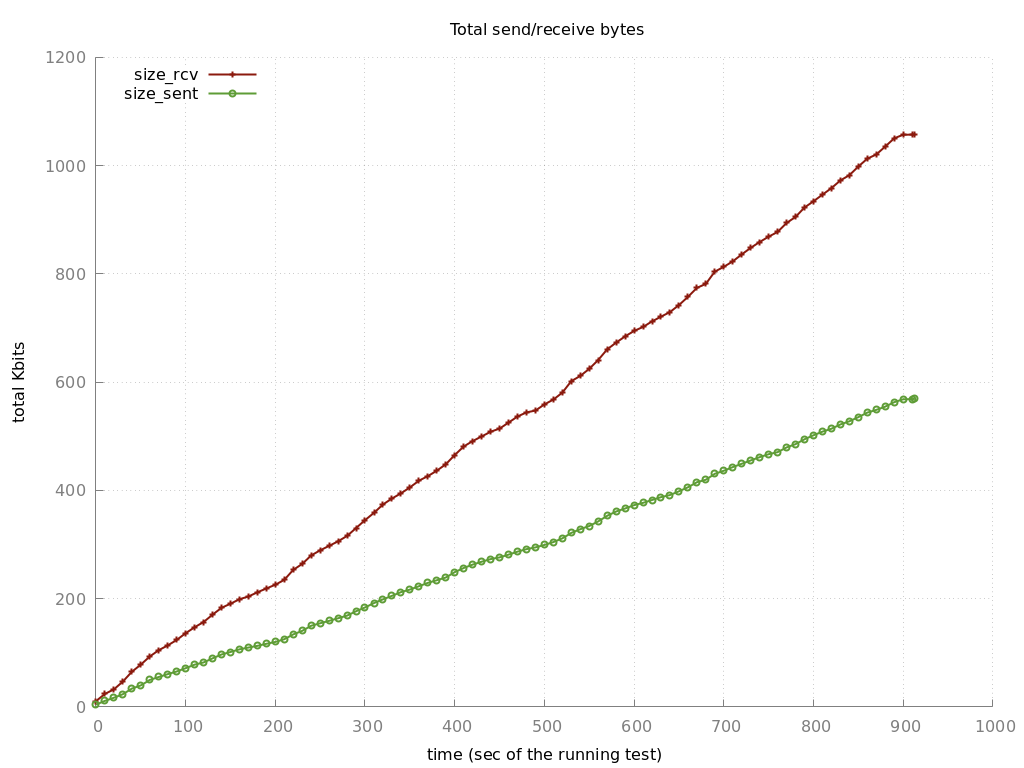 Total send/receive bytes
size_rcv
size_sent
1200
1000
800
600
400
200
0
total Kbits
0 100 200 300 400 500 600 700 800 900 1000
time (sec of the running test)